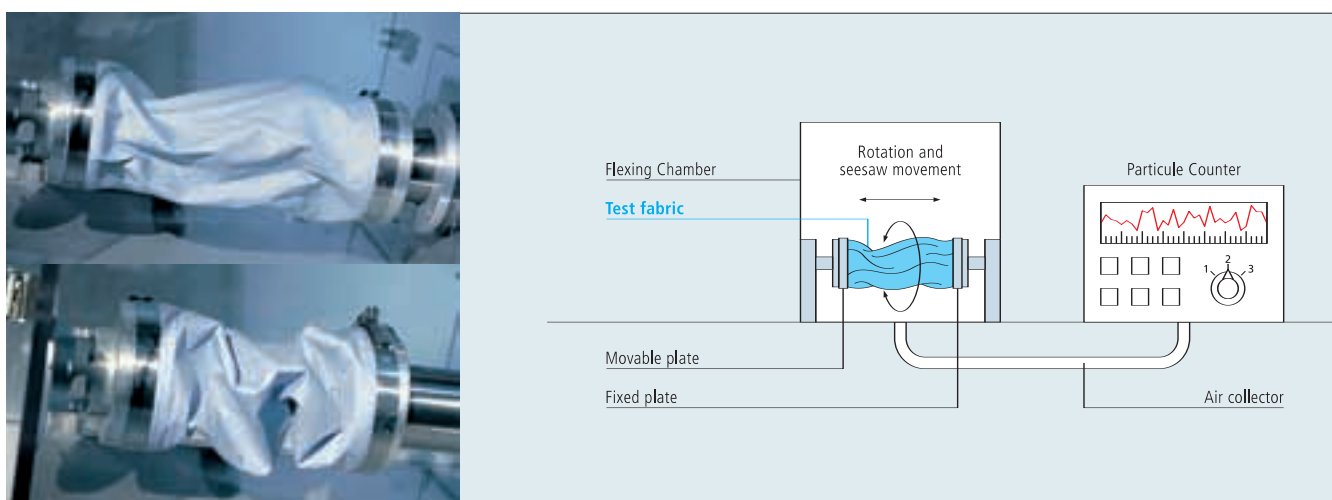 Rotation and
seesaw movement
Flexing Chamber
Particule Counter
Test fabric
1 2 3
Movable plate
Fixed plate
Air collector